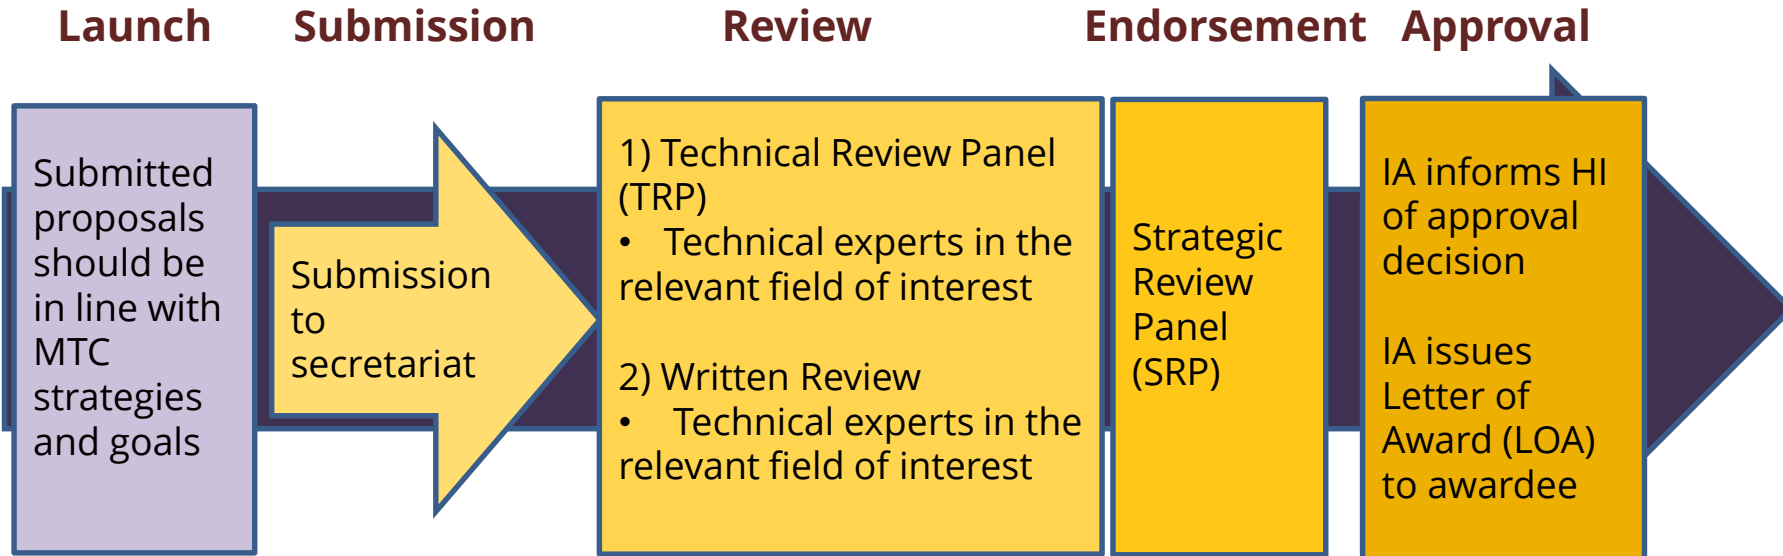 Launch
Submission
Review
Endorsement
Approval
Submitted
proposals
should be
in line with
MTC
strategies
and goals
Submission
to
secretariat
1) Technical Review Panel
(TRP)
• Technical experts in the
relevant field of interest
2) Written Review
• Technical experts in the
relevant field of interest
Strategic
Review
Panel
(SRP)
IA informs HI
of approval
decision
IA issues
Letter of
Award (LOA)
to awardee